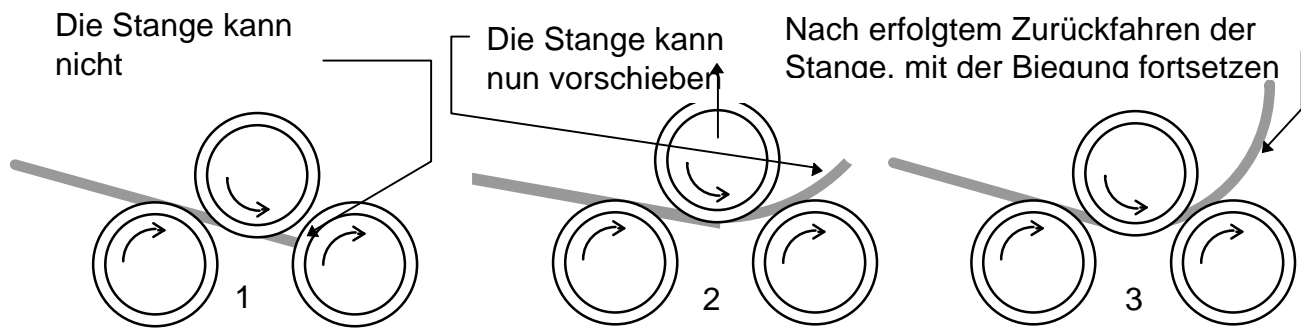 Die Stange kann
nicht
Die Stange kann
nun vorschieben
Nach erfolgtem Zurückfahren der
Stange, mit der Biegung fortsetzen
1
2
3